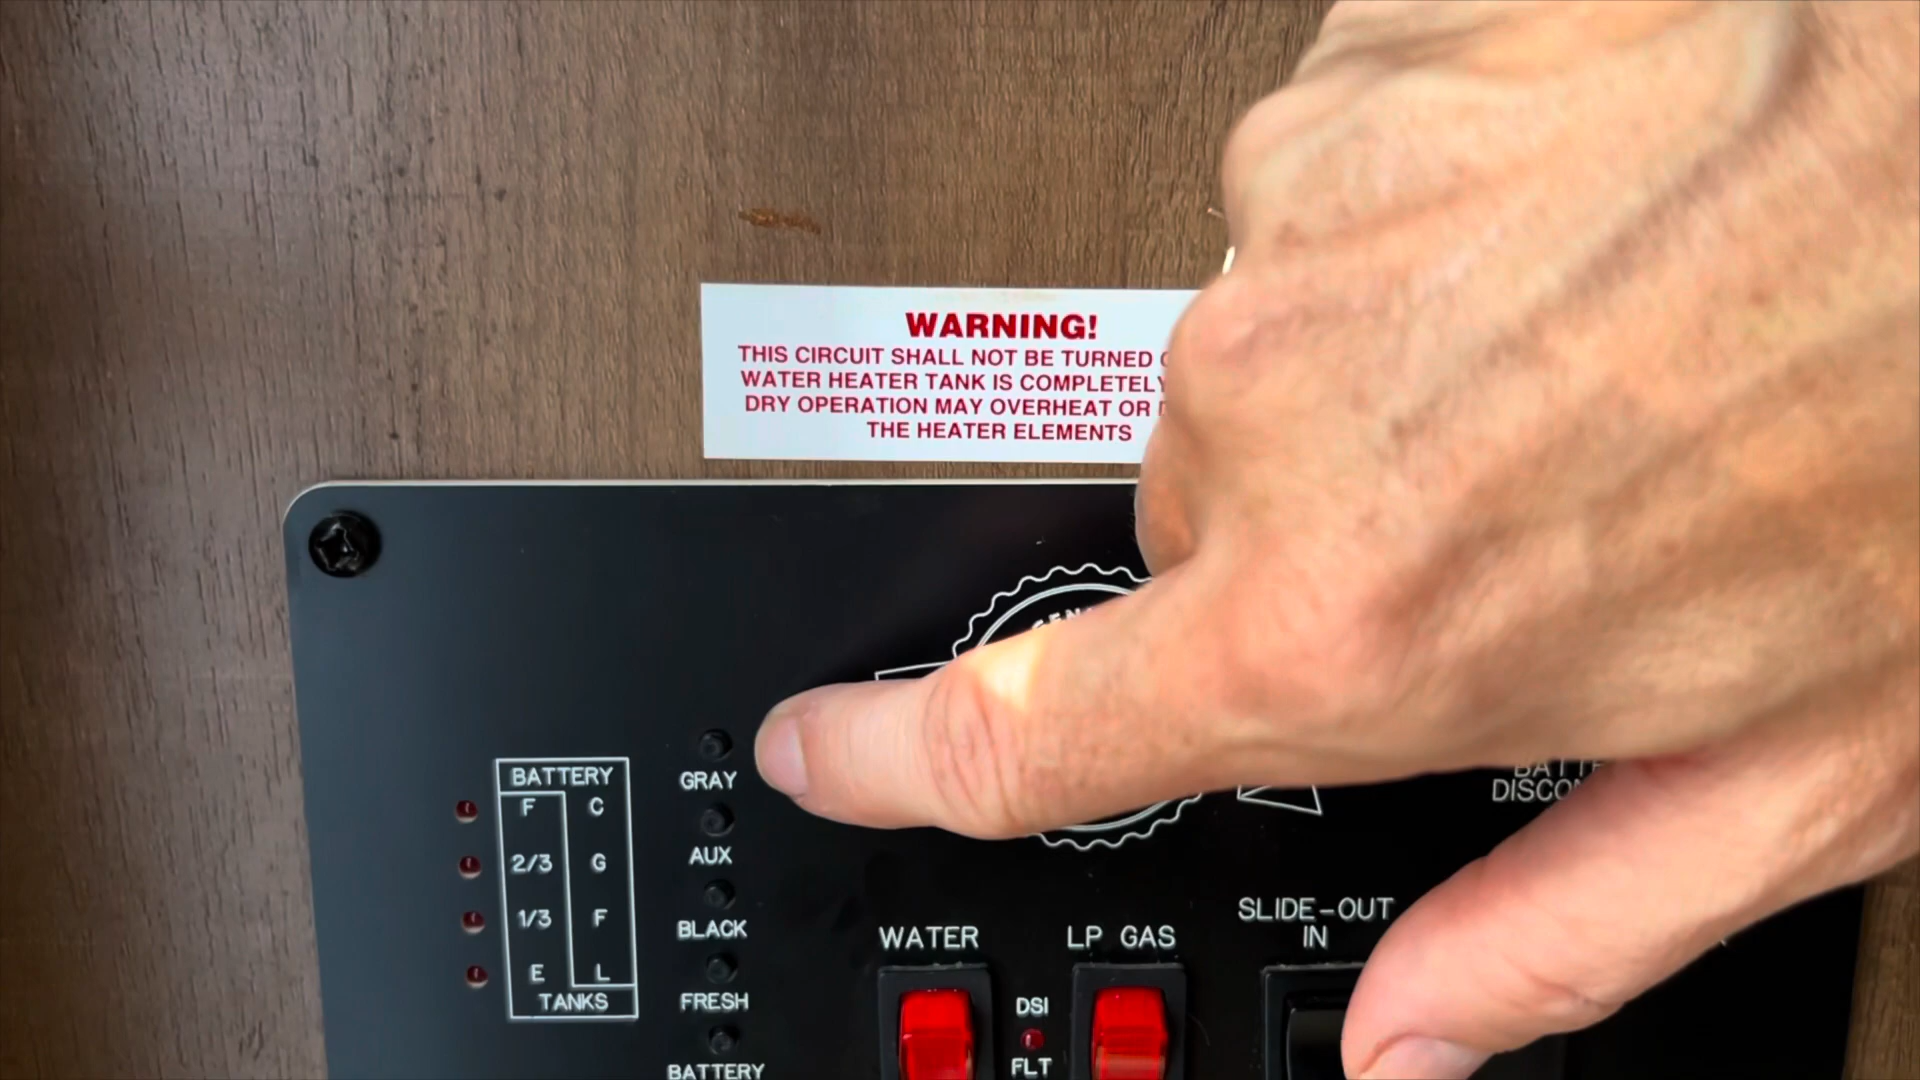 WARNING!
THIS CIRCUIT SHALL NOT BE TURNED
WATER HEATER TANK IS COMPLETELY
DRY OPERATION MAY OVERHEAT OR
THE HEATER ELEMENTS
BATTERY
F C
2/3 G
1/3 F
E L
TANKS
GRAY
AUX
BLACK
FRESH
BATTERY
WATER
LP GAS
DSI
FLT
SLIDE-OUT
IN